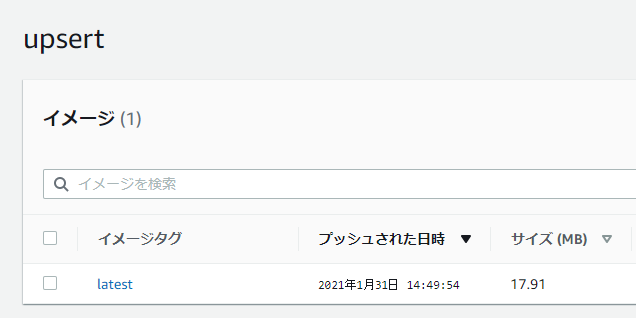 upsert
イメージ (1)
イメージを検索
イメージタグ プッシュされた日時 サイズ (MB)
latest 2021年1月31日 14:49:54 17.91